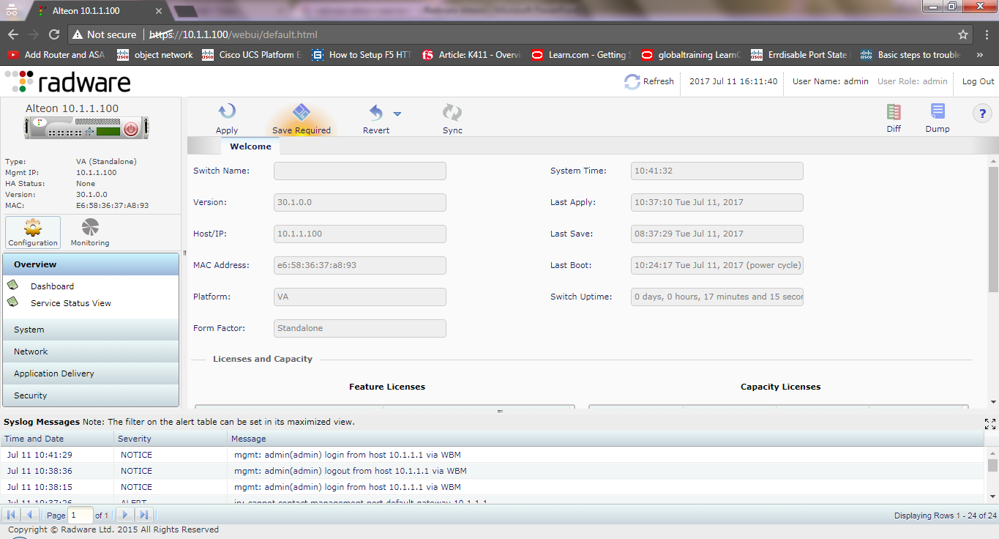 Alteon 10.1.1.100
Not secure | https://10.1.1.100/webui/default.html
Add Router and ASA object network Cisco UCS Platform E How to Setup F5 HTT Article: K411 - Overvi Learn.com - Getting S globaltraining LearnC Errdisable Port State Basic steps to trouble »
radware
Refresh 2017 Jul 11 16:11:40 User Name: admin User Role: admin Log Out
Alteon 10.1.1.100
Type: VA (Standalone)
Mgmt IP: 10.1.1.100
HA Status: None
Version: 30.1.0.0
MAC: E6:58:36:37:A8:93
Configuration Monitoring
Overview
Dashboard
Service Status View
System
Network
Application Delivery
Security
Apply Save Required Revert Sync Diff Dump ?
Welcome
Switch Name: System Time: 10:41:32
Version: 30.1.0.0 Last Apply: 10:37:10 Tue Jul 11, 2017
Host/IP: 10.1.1.100 Last Save: 08:37:29 Tue Jul 11, 2017
MAC Address: e6:58:36:37:a8:93 Last Boot: 10:24:17 Tue Jul 11, 2017 (power cycle)
Platform: VA Switch Uptime: 0 days, 0 hours, 17 minutes and 15 secon
Form Factor: Standalone
Licenses and Capacity
Feature Licenses Capacity Licenses
Syslog Messages Note: The filter on the alert table can be set in its maximized view.
Time and Date Severity Message
Jul 11 10:41:29 NOTICE mgmt: admin(admin) login from host 10.1.1.1 via WBM
Jul 11 10:38:36 NOTICE mgmt: admin(admin) logout from host 10.1.1.1 via WBM
Jul 11 10:38:15 NOTICE mgmt: admin(admin) login from host 10.1.1.1 via WBM
Jul 11 10:37:26 ALERT ip: cannot contact management port default gateway 10.1.1.1
Page 1 of 1 Displaying Rows 1 - 24 of 24
Copyright © Radware Ltd. 2015 All Rights Reserved